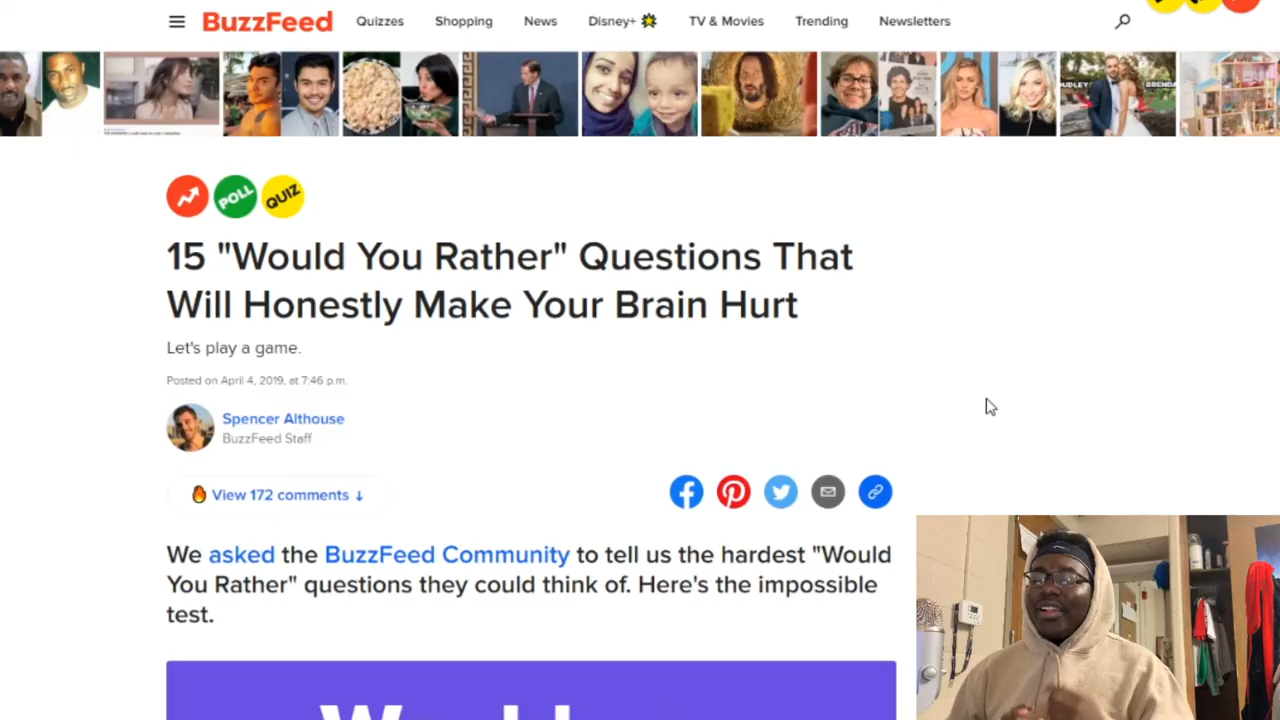 BuzzFeed Quizzes Shopping News Disney+ TV & Movies Trending Newsletters
DUDLEY BRENDA
POLL QUIZ
15 "Would You Rather" Questions That
Will Honestly Make Your Brain Hurt
Let's play a game.
Posted on April 4, 2019, at 7:46 p.m.
Spencer Althouse
BuzzFeed Staff
View 172 comments ↓
We asked the BuzzFeed Community to tell us the hardest "Would
You Rather" questions they could think of. Here's the impossible
test.